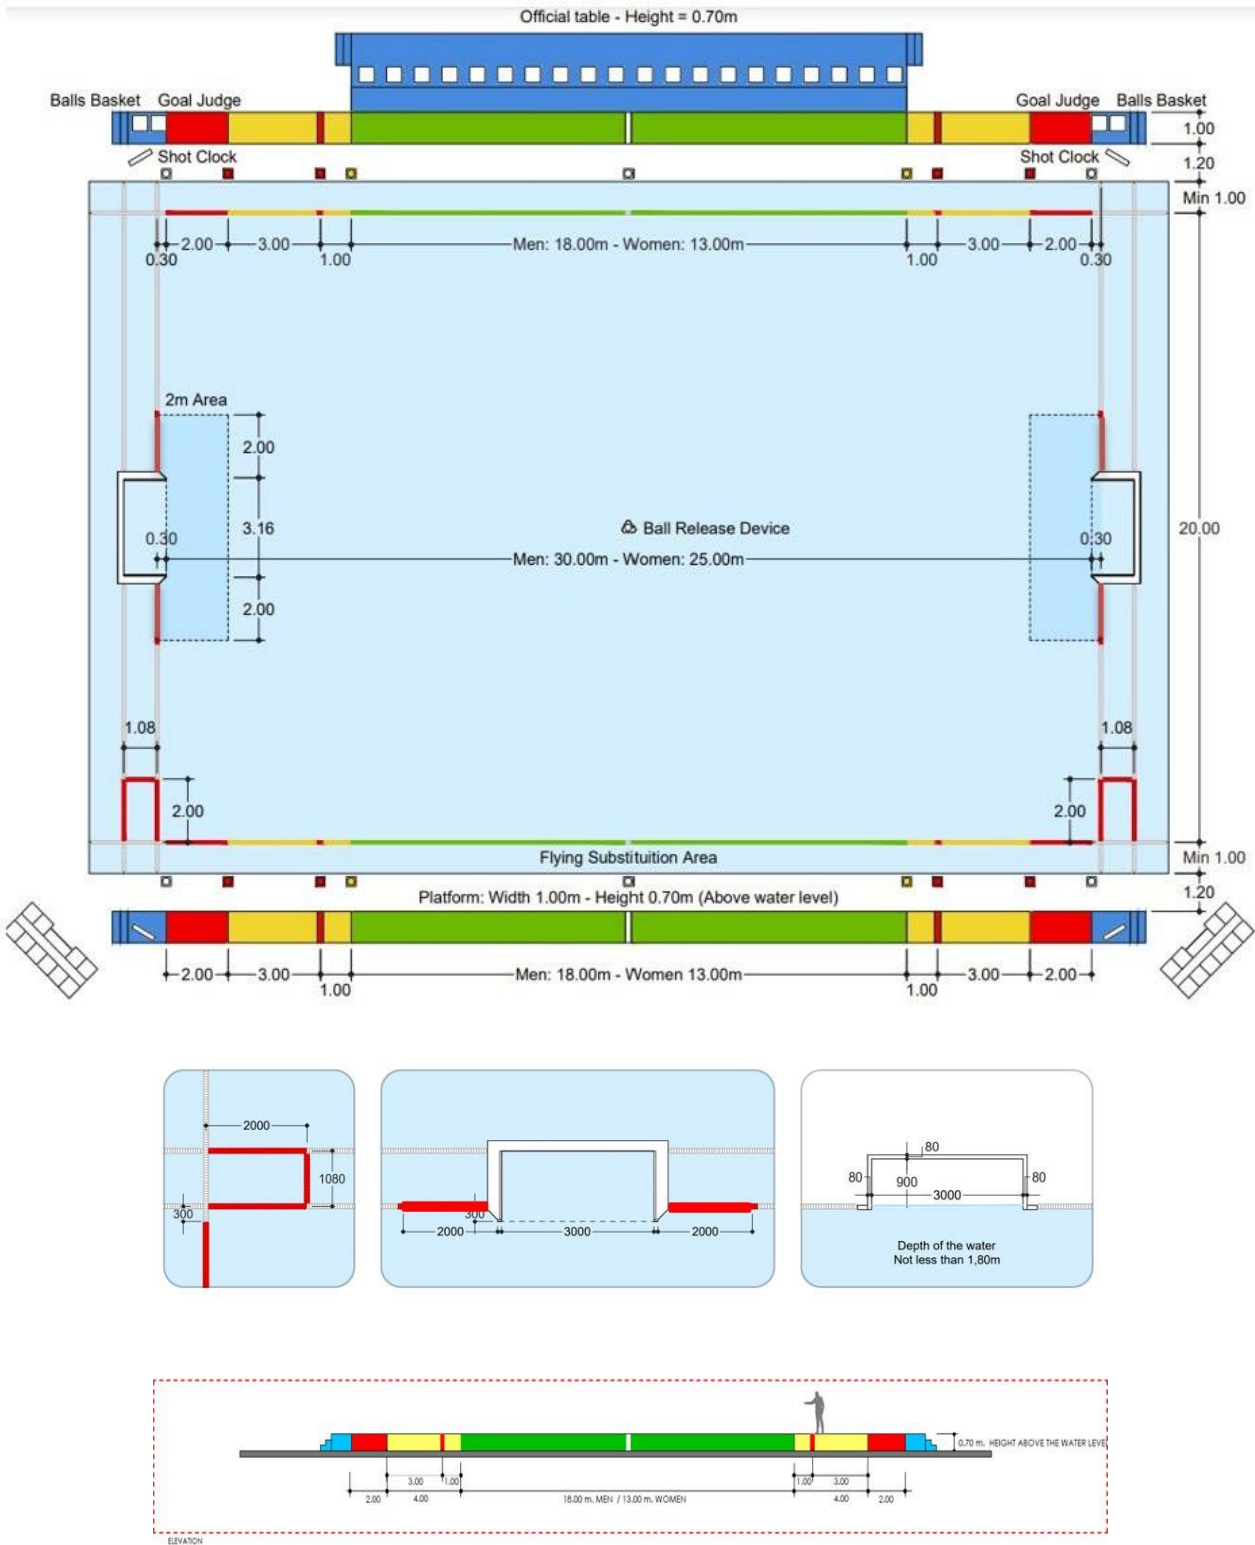 Official table - Height = 0.70m
Balls Basket Goal Judge Goal Judge Balls Basket
1.00
Shot Clock Shot Clock 1.20
Min 1.00
2.00 3.00 Men: 18.00m - Women: 13.00m 3.00 2.00
0.30 1.00 1.00 0.30
2m Area
2.00
3.16 Ball Release Device 20.00
0.30 0.30
Men: 30.00m - Women: 25.00m
2.00
1.08 1.08
2.00 2.00
Flying Substituition Area Min 1.00
Platform: Width 1.00m - Height 0.70m (Above water level) 1.20
2.00 3.00 Men: 18.00m - Women 13.00m 3.00 2.00
1.00 1.00
2000
1080
300
300
2000 3000 2000
80
80 900 80
3000
Depth of the water
Not less than 1,80m
0.70 m. HEIGHT ABOVE THE WATER LEVE
3.00 1.00 1.00 3.00
2.00 4.00 18.00 m. MEN / 13.00 m. WOMEN 4.00 2.00
ELEVATION